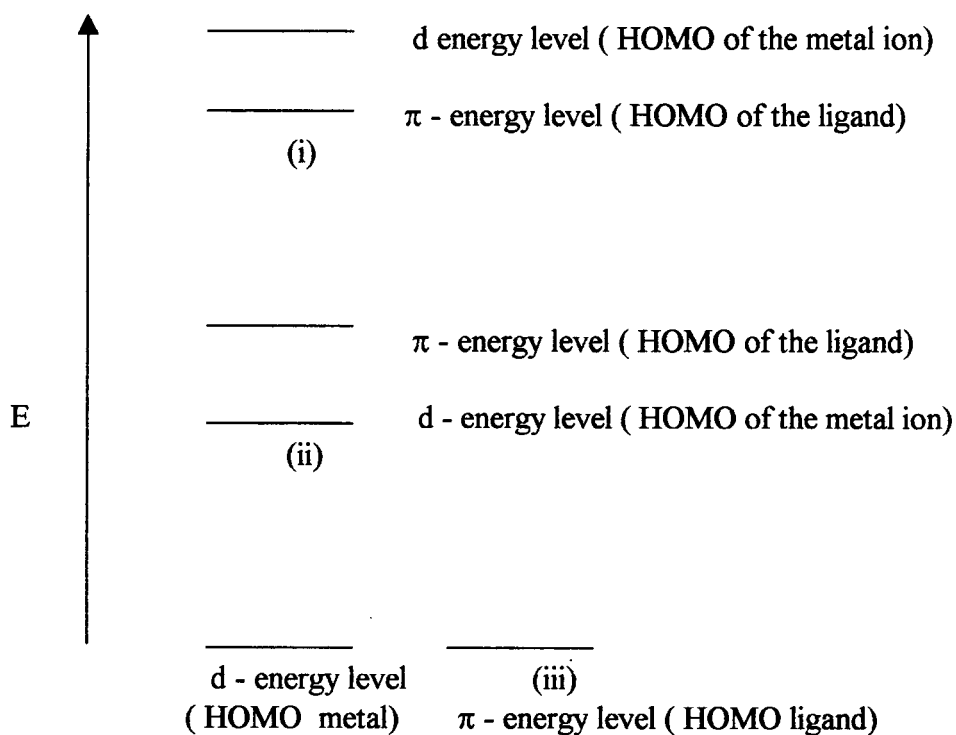 d energy level ( HOMO of the metal ion)
π - energy level ( HOMO of the ligand)
(i)
π - energy level ( HOMO of the ligand)
E
d - energy level ( HOMO of the metal ion)
(ii)
d - energy level
(iii)
( HOMO metal)
π - energy level ( HOMO ligand)